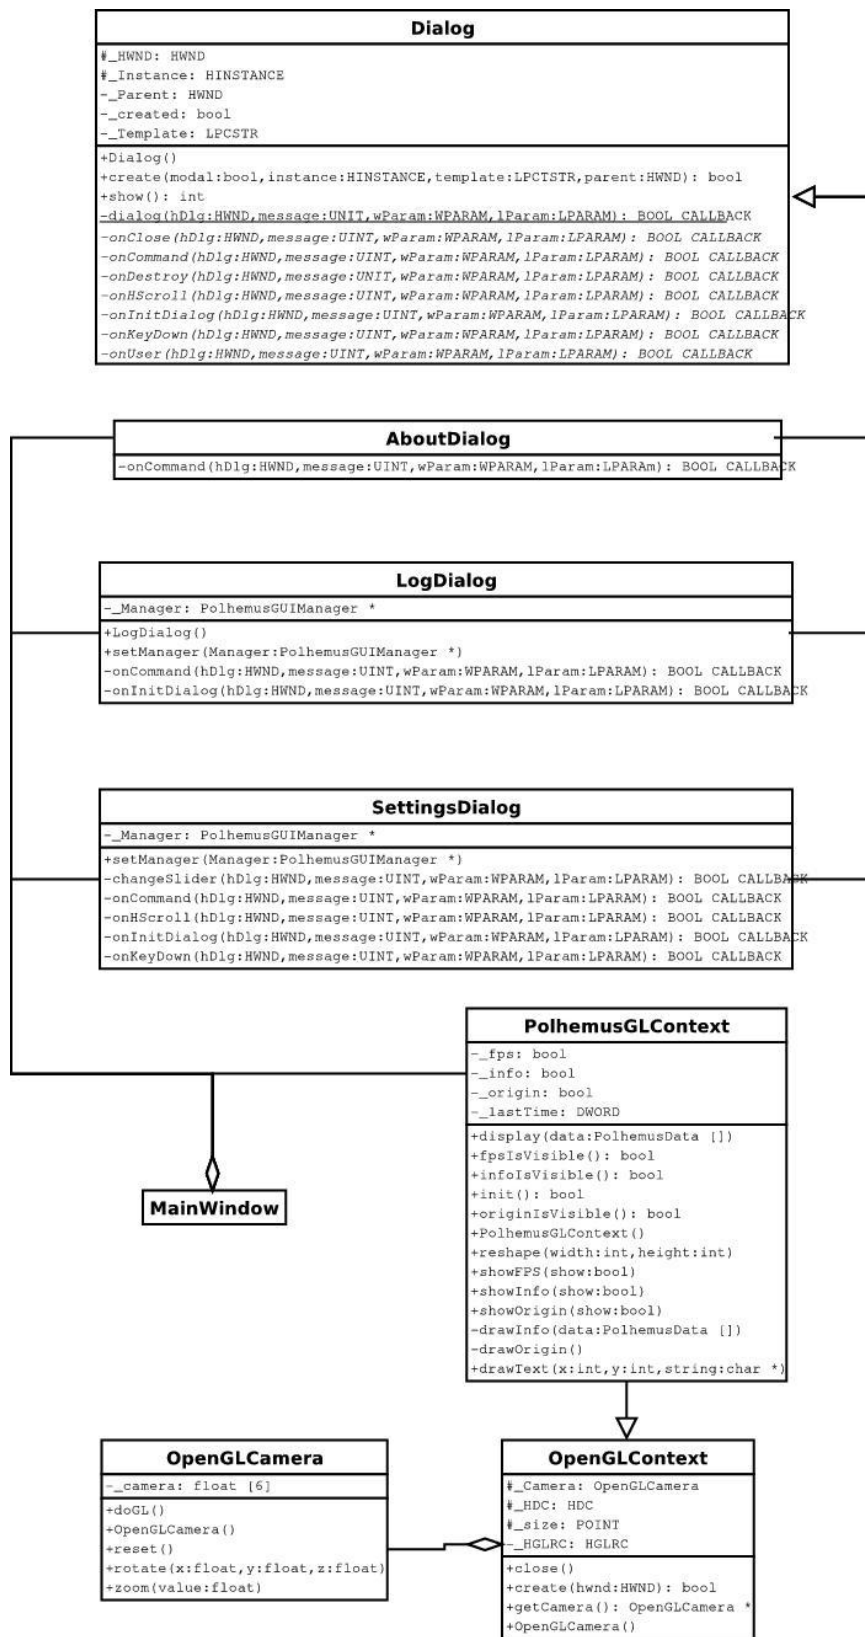 Dialog
#_HWND: HWND
#_Instance: HINSTANCE
-_Parent: HWND
-_created: bool
-_Template: LPCSTR
+Dialog()
+create(modal:bool,instance:HINSTANCE,template:LPCTSTR,parent:HWND): bool
+show(): int
-dialog(hDlg:HWND,message:UNIT,wParam:WPARAM,lParam:LPARAM): BOOL CALLBACK
-onClose(hDlg:HWND,message:UINT,wParam:WPARAM,lParam:LPARAM): BOOL CALLBACK
-onCommand(hDlg:HWND,message:UINT,wParam:WPARAM,lParam:LPARAM): BOOL CALLBACK
-onDestroy(hDlg:HWND,message:UNIT,wParam:WPARAM,lParam:LPARAM): BOOL CALLBACK
-onHScroll(hDlg:HWND,message:UINT,wParam:WPARAM,lParam:LPARAM): BOOL CALLBACK
-onInitDialog(hDlg:HWND,message:UINT,wParam:WPARAM,lParam:LPARAM): BOOL CALLBACK
-onKeyDown(hDlg:HWND,message:UINT,wParam:WPARAM,lParam:LPARAM): BOOL CALLBACK
-onUser(hDlg:HWND,message:UINT,wParam:WPARAM,lParam:LPARAM): BOOL CALLBACK
AboutDialog
-onCommand(hDlg:HWND,message:UINT,wParam:WPARAM,lParam:LPARAm): BOOL CALLBACK
LogDialog
-_Manager: PolhemusGUIManager *
+LogDialog()
+setManager(Manager:PolhemusGUIManager *)
-onCommand(hDlg:HWND,message:UINT,wParam:WPARAM,lParam:LPARAM): BOOL CALLBACK
-onInitDialog(hDlg:HWND,message:UINT,wParam:WPARAM,lParam:LPARAM): BOOL CALLBACK
SettingsDialog
-_Manager: PolhemusGUIManager *
+setManager(Manager:PolhemusGUIManager *)
-changeSlider(hDlg:HWND,message:UINT,wParam:WPARAM,lParam:LPARAM): BOOL CALLBACK
-onCommand(hDlg:HWND,message:UINT,wParam:WPARAM,lParam:LPARAM): BOOL CALLBACK
-onHScroll(hDlg:HWND,message:UINT,wParam:WPARAM,lParam:LPARAM): BOOL CALLBACK
-onInitDialog(hDlg:HWND,message:UINT,wParam:WPARAM,lParam:LPARAM): BOOL CALLBACK
-onKeyDown(hDlg:HWND,message:UINT,wParam:WPARAM,lParam:LPARAM): BOOL CALLBACK
PolhemusGLContext
-_fps: bool
-_info: bool
-_origin: bool
-_lastTime: DWORD
+display(data:PolhemusData [])
+fpsIsVisible(): bool
+infoIsVisible(): bool
+init(): bool
+originIsVisible(): bool
+PolhemusGLContext()
+reshape(width:int,height:int)
+showFPS(show:bool)
+showInfo(show:bool)
+showOrigin(show:bool)
-drawInfo(data:PolhemusData [])
-drawOrigin()
+drawText(x:int,y:int,string:char *)
MainWindow
OpenGLCamera
-_camera: float [6]
+doGL()
+OpenGLCamera()
+reset()
+rotate(x:float,y:float,z:float)
+zoom(value:float)
OpenGLContext
#_Camera: OpenGLCamera
#_HDC: HDC
#_size: POINT
-_HGLRC: HGLRC
+close()
+create(hwnd:HWND): bool
+getCamera(): OpenGLCamera *
+OpenGLCamera()